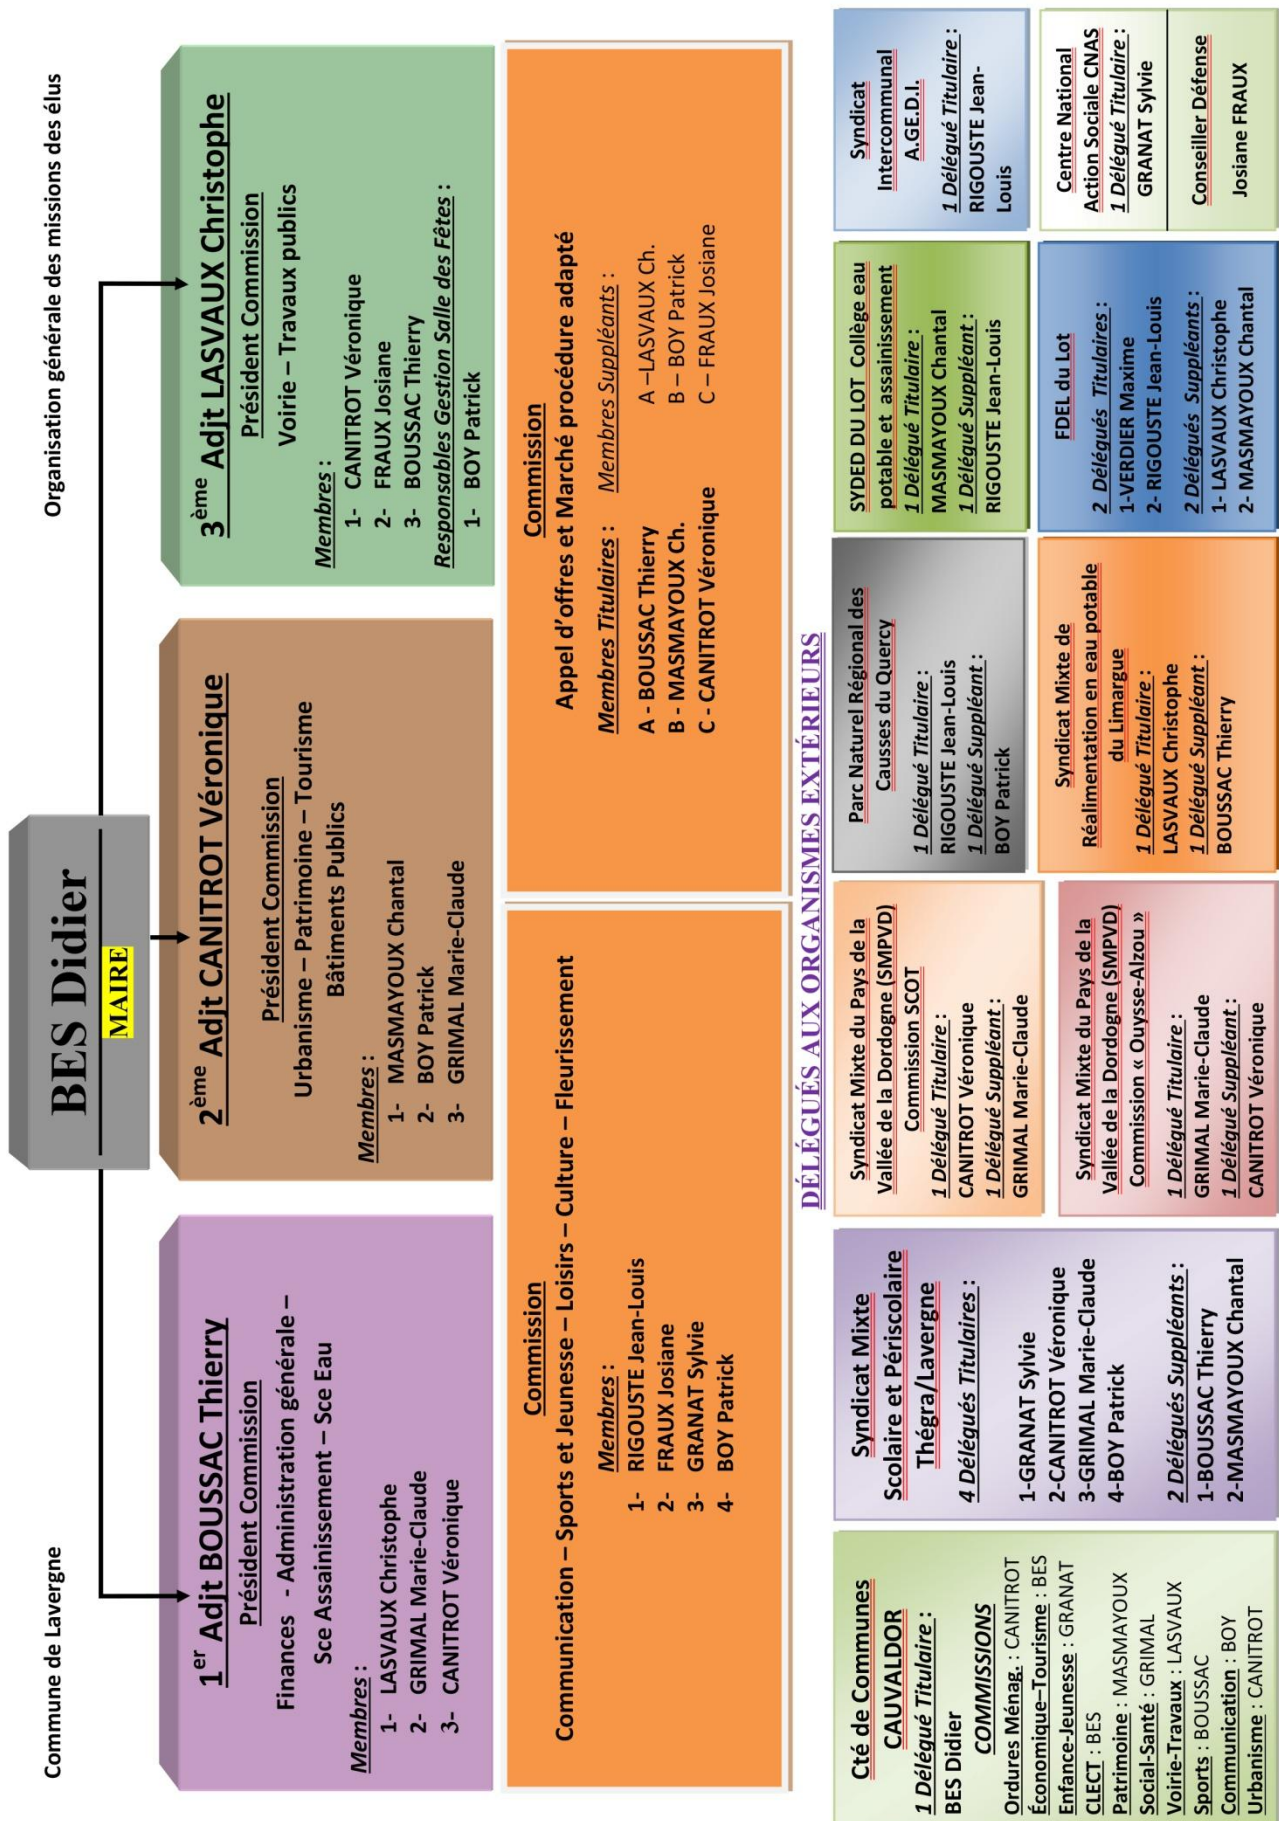 Commune de Lavergne
Organisation générale des missions des élus
BES Didier
MAIRE
1er Adjt BOUSSAC Thierry
Président Commission
Finances - Administration générale –
Sce Assainissement – Sce Eau
Membres :
1- LASVAUX Christophe
2- GRIMAL Marie-Claude
3- CANITROT Véronique
2ème Adjt CANITROT Véronique
Président Commission
Urbanisme – Patrimoine – Tourisme
Bâtiments Publics
Membres :
1- MASMAYOUX Chantal
2- BOY Patrick
3- GRIMAL Marie-Claude
3ème Adjt LASVAUX Christophe
Président Commission
Voirie – Travaux publics
Membres :
1- CANITROT Véronique
2- FRAUX Josiane
3- BOUSSAC Thierry
Responsables Gestion Salle des Fêtes :
1- BOY Patrick
Commission
Communication – Sports et Jeunesse – Loisirs – Culture – Fleurissement
Membres :
1- RIGOUSTE Jean-Louis
2- FRAUX Josiane
3- GRANAT Sylvie
4- BOY Patrick
Commission
Appel d’offres et Marché procédure adapté
Membres Titulaires :
A - BOUSSAC Thierry
B - MASMAYOUX Ch.
C - CANITROT Véronique
Membres Suppléants :
A –LASVAUX Ch.
B – BOY Patrick
C – FRAUX Josiane
DÉLÉGUÉS AUX ORGANISMES EXTÉRIEURS
Cté de Communes
CAUVALDOR
1 Délégué Titulaire :
BES Didier
COMMISSIONS
Ordures Ménag. : CANITROT
Économique–Tourisme : BES
Enfance-Jeunesse : GRANAT
CLECT : BES
Patrimoine : MASMAYOUX
Social-Santé : GRIMAL
Voirie-Travaux : LASVAUX
Sports : BOUSSAC
Communication : BOY
Urbanisme : CANITROT
Syndicat Mixte
Scolaire et Périscolaire
Thégra/Lavergne
4 Délégués Titulaires :
1-GRANAT Sylvie
2-CANITROT Véronique
3-GRIMAL Marie-Claude
4-BOY Patrick
2 Délégués Suppléants :
1-BOUSSAC Thierry
2-MASMAYOUX Chantal
Syndicat Mixte du Pays de la
Vallée de la Dordogne (SMPVD)
Commission SCOT
1 Délégué Titulaire :
CANITROT Véronique
1 Délégué Suppléant :
GRIMAL Marie-Claude
Syndicat Mixte du Pays de la
Vallée de la Dordogne (SMPVD)
Commission « Ouysse-Alzou »
1 Délégué Titulaire :
GRIMAL Marie-Claude
1 Délégué Suppléant :
CANITROT Véronique
Parc Naturel Régional des
Causses du Quercy
1 Délégué Titulaire :
RIGOUSTE Jean-Louis
1 Délégué Suppléant :
BOY Patrick
Syndicat Mixte de
Réalimentation en eau potable
du Limargue
1 Délégué Titulaire :
LASVAUX Christophe
1 Délégué Suppléant :
BOUSSAC Thierry
SYDED DU LOT Collège eau
potable et assainissement
1 Délégué Titulaire :
MASMAYOUX Chantal
1 Délégué Suppléant :
RIGOUSTE Jean-Louis
FDEL du Lot
2 Délégués Titulaires :
1-VERDIER Maxime
2- RIGOUSTE Jean-Louis
2 Délégués Suppléants :
1- LASVAUX Christophe
2- MASMAYOUX Chantal
Syndicat
Intercommunal
A.GE.D.I.
1 Délégué Titulaire :
RIGOUSTE Jean-
Louis
Centre National
Action Sociale CNAS
1 Délégué Titulaire :
GRANAT Sylvie
Conseiller Défense
Josiane FRAUX